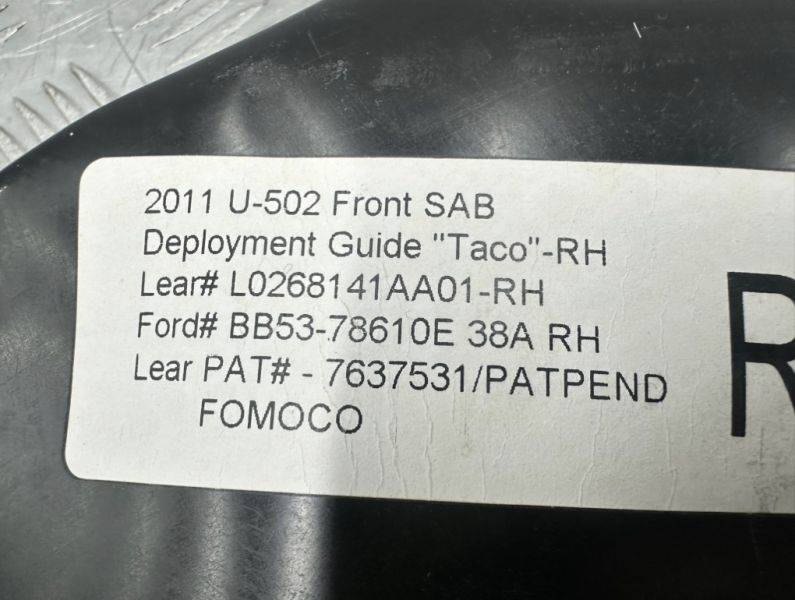 2011 U-502 Front SAB
Deployment Guide "Taco"-RH
Lear# L0268141AA01-RH
Ford# BB53-78610E 38A RH
Lear PAT# - 7637531/PATPEND
FOMOCO
R